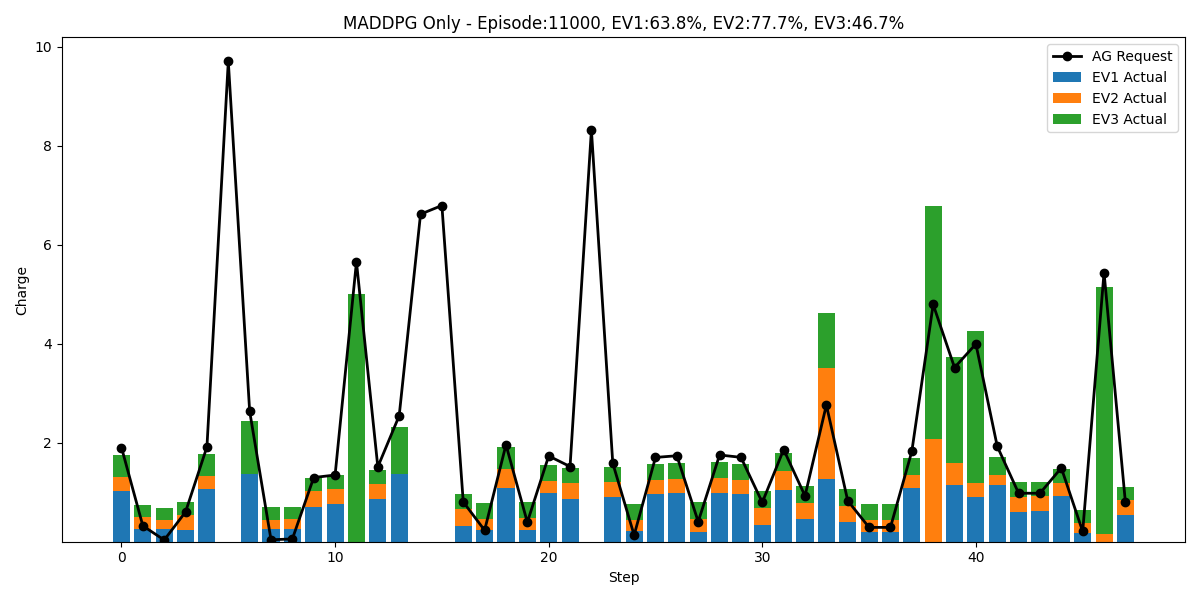 MADDPG Only - Episode:11000, EV1:63.8%, EV2:77.7%, EV3:46.7%
AG Request
EV1 Actual
EV2 Actual
EV3 Actual
10
8
6
4
2
Charge
0 10 20 30 40
Step